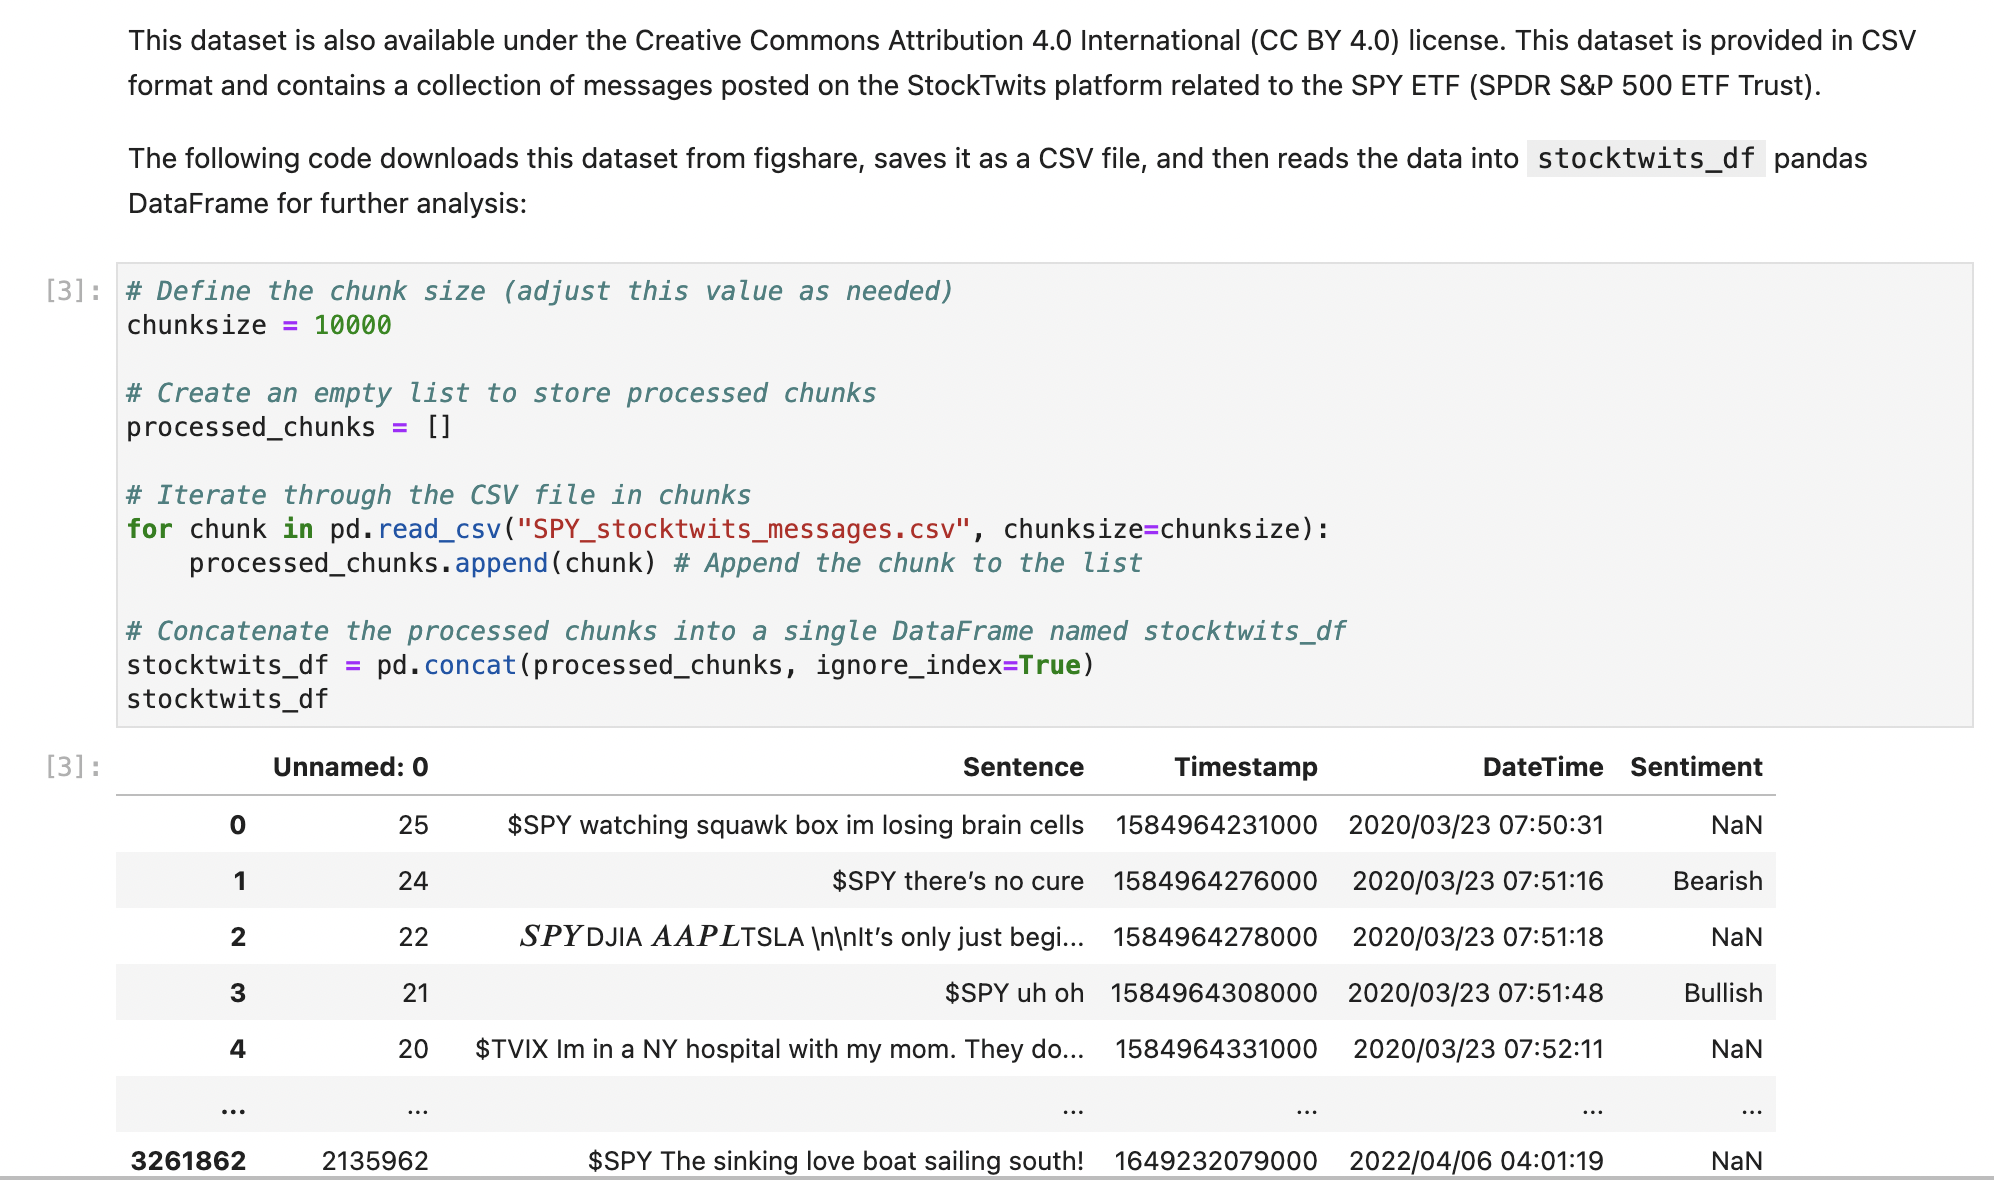 This dataset is also available under the Creative Commons Attribution 4.0 International (CC BY 4.0) license. This dataset is provided in CSV
format and contains a collection of messages posted on the StockTwits platform related to the SPY ETF (SPDR S&P 500 ETF Trust).
The following code downloads this dataset from figshare, saves it as a CSV file, and then reads the data into stocktwits_df pandas
DataFrame for further analysis:
[3]: # Define the chunk size (adjust this value as needed)
chunksize = 10000
# Create an empty list to store processed chunks
processed_chunks = []
# Iterate through the CSV file in chunks
for chunk in pd.read_csv("SPY_stocktwits_messages.csv", chunksize=chunksize):
    processed_chunks.append(chunk) # Append the chunk to the list
# Concatenate the processed chunks into a single DataFrame named stocktwits_df
stocktwits_df = pd.concat(processed_chunks, ignore_index=True)
stocktwits_df
[3]: Unnamed: 0 Sentence Timestamp DateTime Sentiment
0 25 $SPY watching squawk box im losing brain cells 1584964231000 2020/03/23 07:50:31 NaN
1 24 $SPY there’s no cure 1584964276000 2020/03/23 07:51:16 Bearish
2 22 SPYDJIA AAPLTSLA \n\nIt’s only just begi... 1584964278000 2020/03/23 07:51:18 NaN
3 21 $SPY uh oh 1584964308000 2020/03/23 07:51:48 Bullish
4 20 $TVIX Im in a NY hospital with my mom. They do... 1584964331000 2020/03/23 07:52:11 NaN
... ... ... ... ... ...
3261862 2135962 $SPY The sinking love boat sailing south! 1649232079000 2022/04/06 04:01:19 NaN